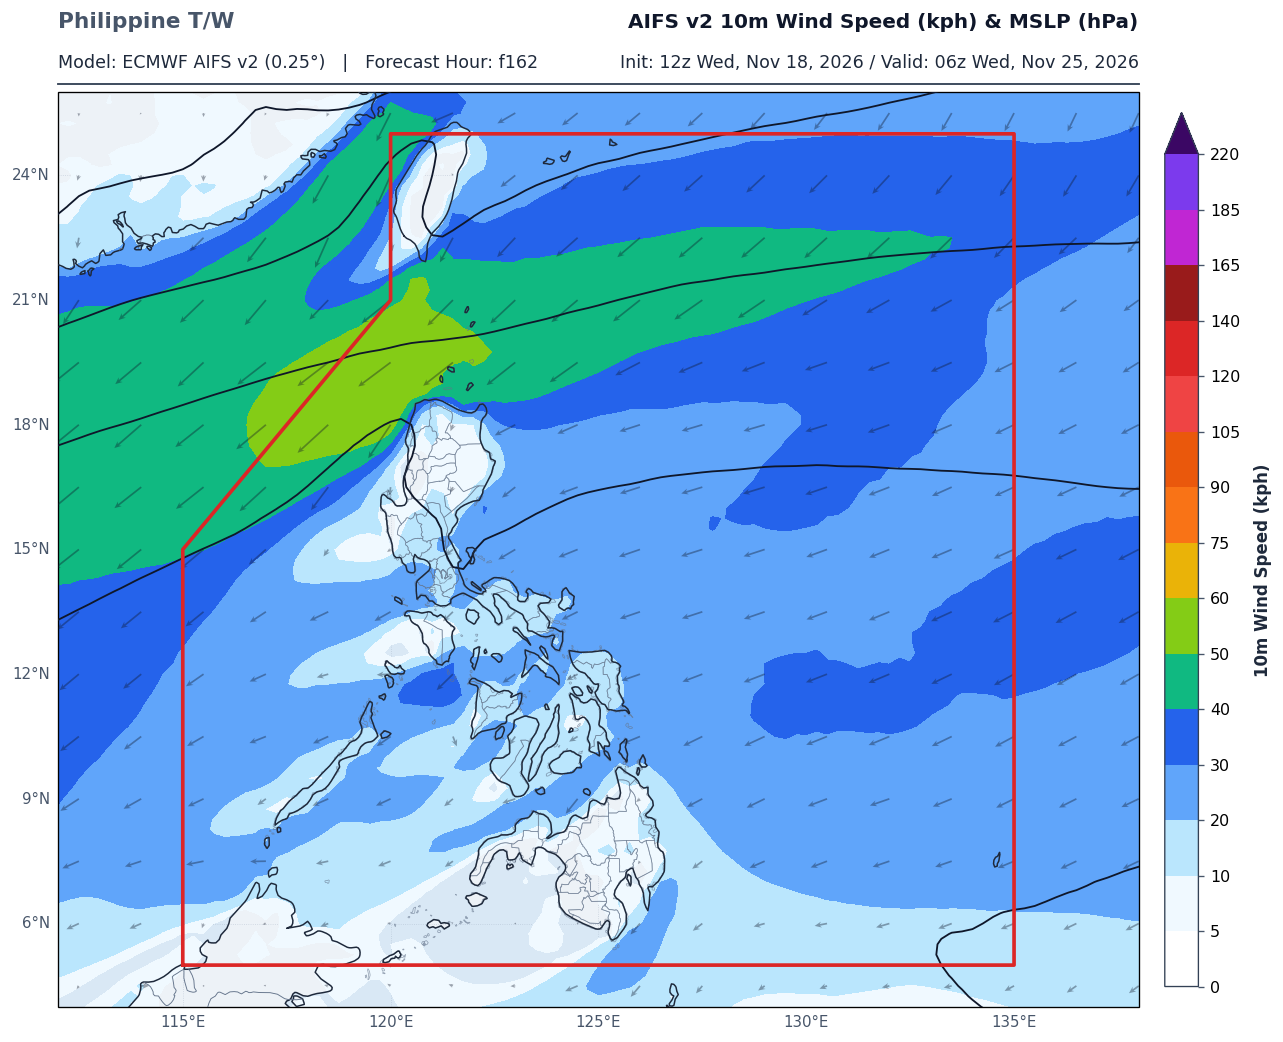 Philippine T/W
AIFS v2 10m Wind Speed (kph) & MSLP (hPa)
Model: ECMWF AIFS v2 (0.25°)   |   Forecast Hour: f162
Init: 12z Wed, Nov 18, 2026 / Valid: 06z Wed, Nov 25, 2026
24°N
21°N
18°N
15°N
12°N
9°N
6°N
115°E
120°E
125°E
130°E
135°E
220
185
165
140
120
105
90
75
60
50
40
30
20
10
5
0
10m Wind Speed (kph)